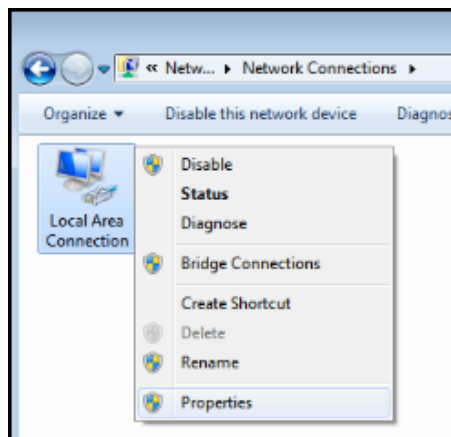 « Netw... ▸ Network Connections ▸
Organize ▾ Disable this network device Diagnos
Local Area
Connection
Disable
Status
Diagnose
Bridge Connections
Create Shortcut
Delete
Rename
Properties